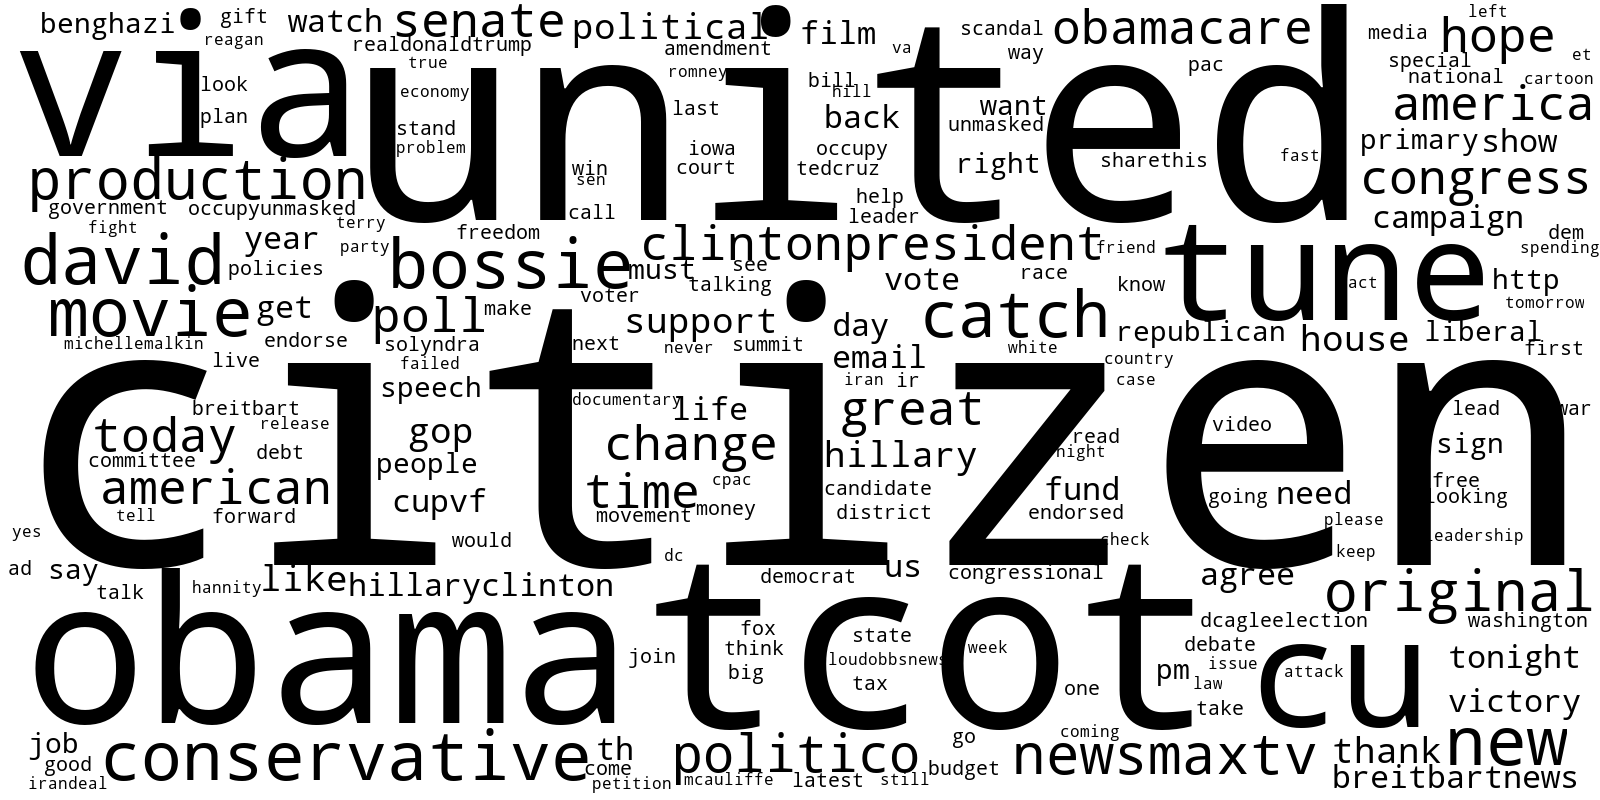 benghazi gift watch senate political film scandal obamacare media hope left
reagan realdonaldtrump amendment va way special et
via united
true romney bill hill pac national cartoon
look economy last back want america
plan stand problem iowa court occupy tedcruz unmasked right sharethis fast primary show
production win sen help congress
government occupyunmasked call leader campaign
fight terry freedom clintonpresident friend dem
david year party bossie must see vote race tune spending
policies talking know act http
movie get poll make voter support day catch tomorrow
michellemalkin endorse solyndra next never summit email white republican house liberal first
live failed iran ir country
citizen
speech documentary life great case
breitbart release lead war
today gop change hillary read night video sign
committee debt people cpac candidate fund going need free looking
american cupvf time money district endorsed please
tell forward movement check leadership
yes would dc keep
ad say like hillaryclinton democrat us congressional agree original
talk hannity
obama tcot cu
fox state dcagleelection washington
join think loudobbsnews week debate issue tonight
big tax one pm law attack victory
take
job conservative th politico go coming newsmaxtv thank new
good come budget
irandeal petition mcauliffe latest still breitbartnews